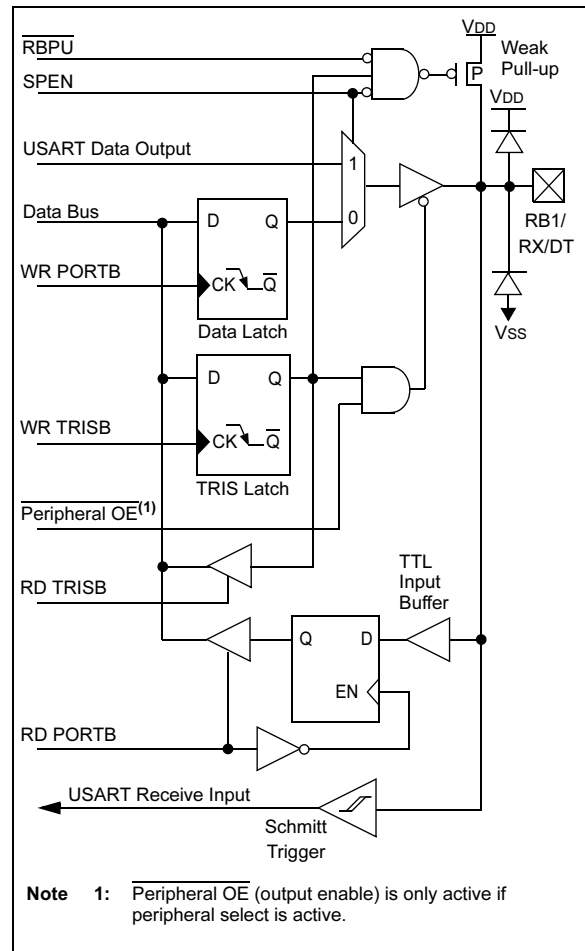 VDD
RBPU
Weak
Pull-up
P
SPEN
VDD
USART Data Output
1
Data Bus
D
Q
0
RB1/
RX/DT
WR PORTB
CK
Q
Data Latch
VSS
D
Q
WR TRISB
CK
Q
TRIS Latch
Peripheral OE(1)
TTL
Input
Buffer
RD TRISB
Q
D
EN
RD PORTB
USART Receive Input
Schmitt
Trigger
Note 1: Peripheral OE (output enable) is only active if
peripheral select is active.